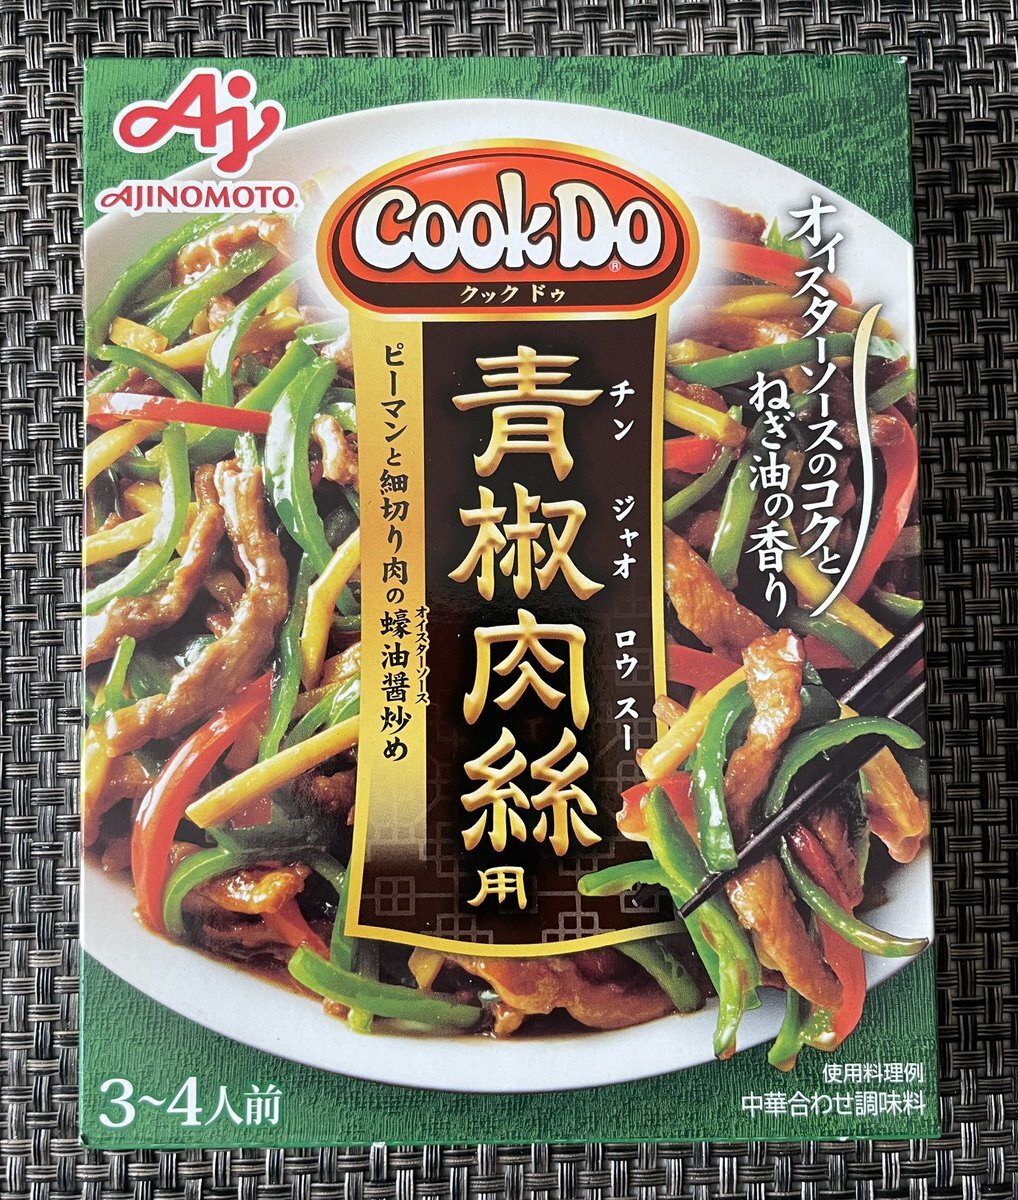 Aj
AJINOMOTO
CookDo®
クックドゥ
オイスターソースのコクと
ねぎ油の香り
青椒肉絲用
チンジャオロウスー
ピーマンと細切り肉の蠔油醤炒め
オイスターソース
3~4人前
使用料理例
中華合わせ調味料